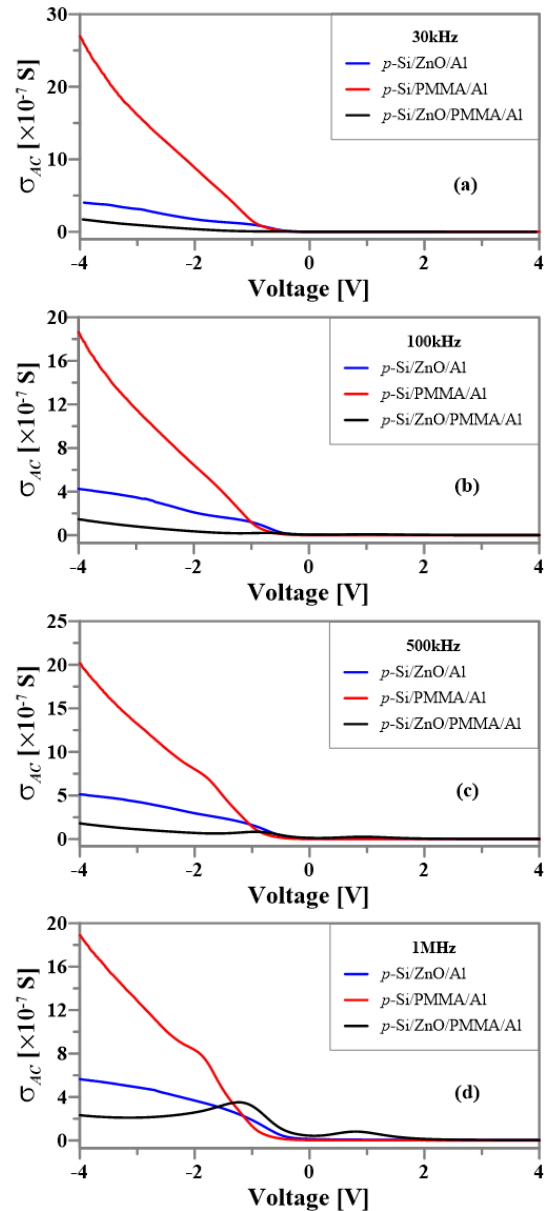 30kHz
p-Si/ZnO/Al
p-Si/PMMA/Al
p-Si/ZnO/PMMA/Al
(a)
σAC [×10⁻⁷ S]
30
20
10
0
-4 -2 0 2 4
Voltage [V]
100kHz
p-Si/ZnO/Al
p-Si/PMMA/Al
p-Si/ZnO/PMMA/Al
(b)
σAC [×10⁻⁷ S]
20
16
12
8
4
0
-4 -2 0 2 4
Voltage [V]
500kHz
p-Si/ZnO/Al
p-Si/PMMA/Al
p-Si/ZnO/PMMA/Al
(c)
σAC [×10⁻⁷ S]
25
20
15
10
5
0
-4 -2 0 2 4
Voltage [V]
1MHz
p-Si/ZnO/Al
p-Si/PMMA/Al
p-Si/ZnO/PMMA/Al
(d)
σAC [×10⁻⁷ S]
20
16
12
8
4
0
-4 -2 0 2 4
Voltage [V]